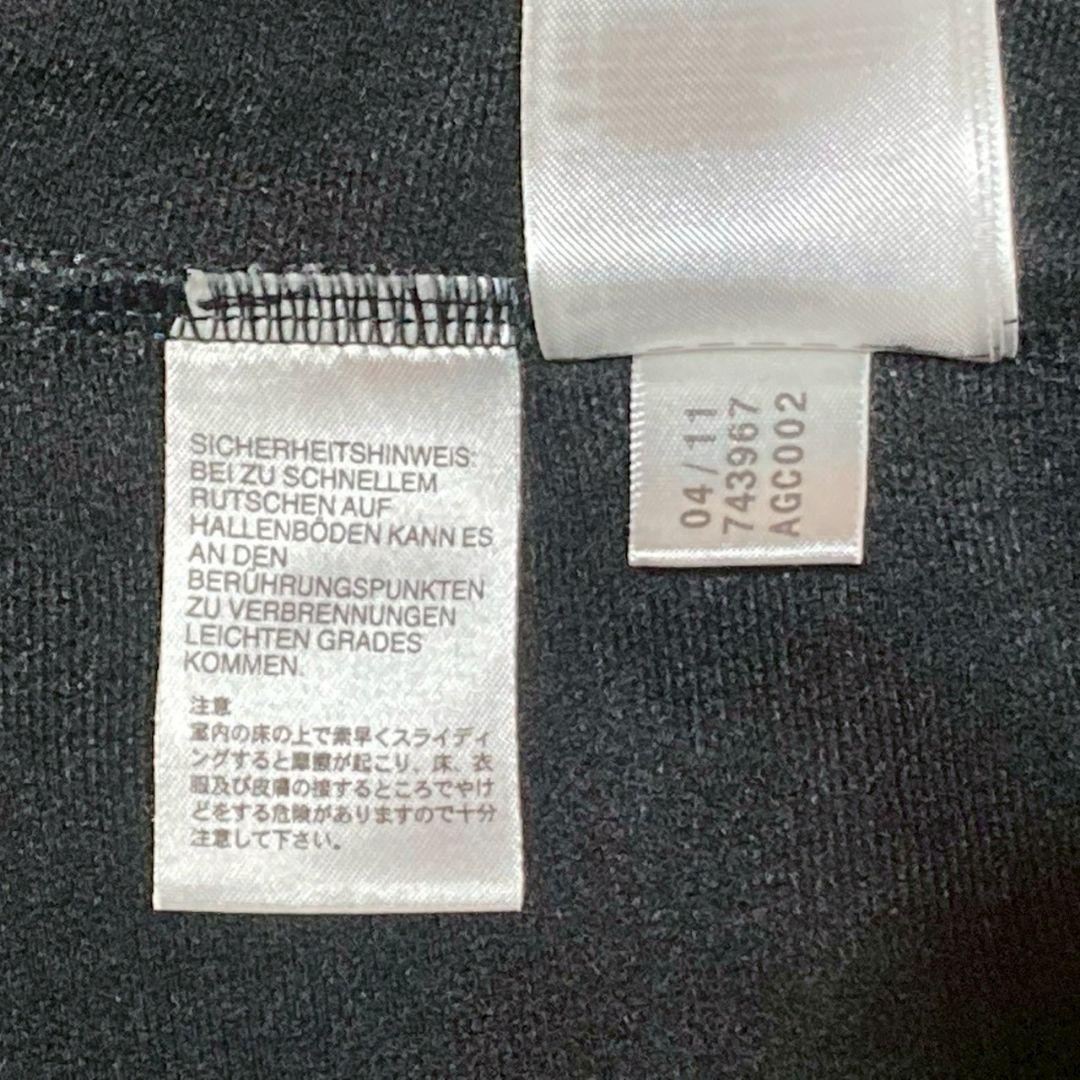 SICHERHEITSHINWEIS:
BEI ZU SCHNELLEM
RUTSCHEN AUF
HALLENBÖDEN KANN ES
AN DEN
BERÜHRUNGSPUNKTEN
ZU VERBRENNUNGEN
LEICHTEN GRADES
KOMMEN.
注意
室内の床の上で素早くスライディ
ングすると摩擦が起こり、床、衣
服及び皮膚の接するところでやけ
どをする危険がありますので十分
注意して下さい。
04/11
743967
AGC002